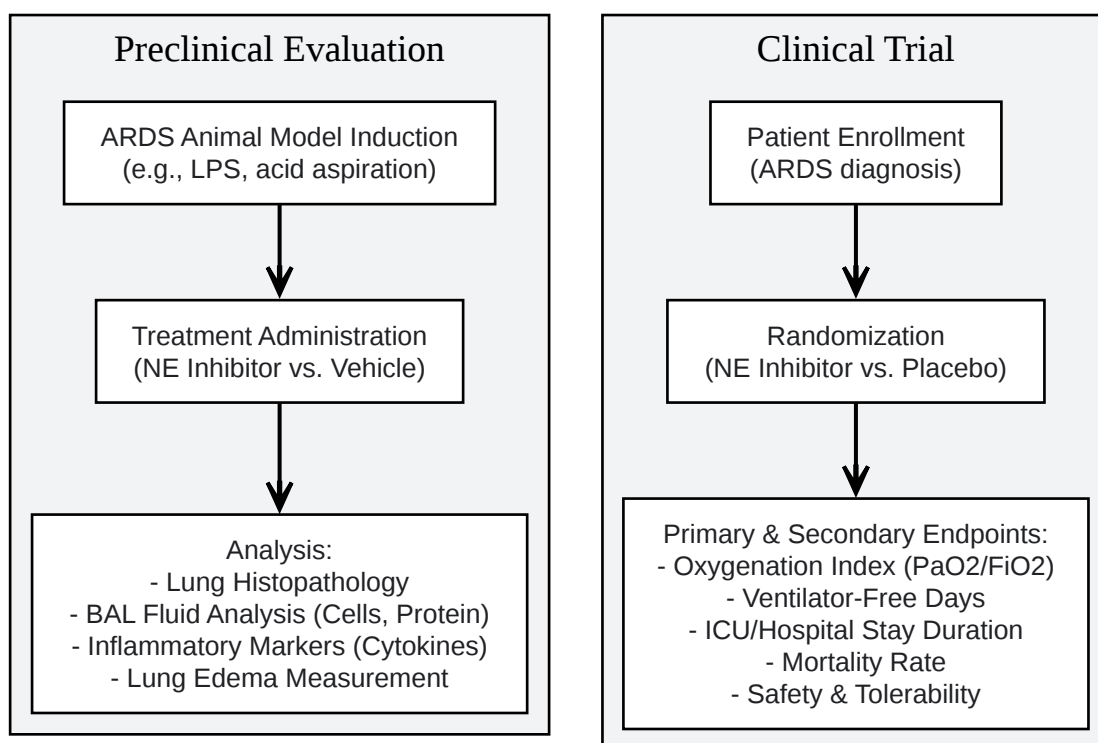 Preclinical Evaluation
ARDS Animal Model Induction
(e.g., LPS, acid aspiration)
Treatment Administration
(NE Inhibitor vs. Vehicle)
Analysis:
- Lung Histopathology
- BAL Fluid Analysis (Cells, Protein)
- Inflammatory Markers (Cytokines)
- Lung Edema Measurement
Clinical Trial
Patient Enrollment
(ARDS diagnosis)
Randomization
(NE Inhibitor vs. Placebo)
Primary & Secondary Endpoints:
- Oxygenation Index (PaO2/FiO2)
- Ventilator-Free Days
- ICU/Hospital Stay Duration
- Mortality Rate
- Safety & Tolerability